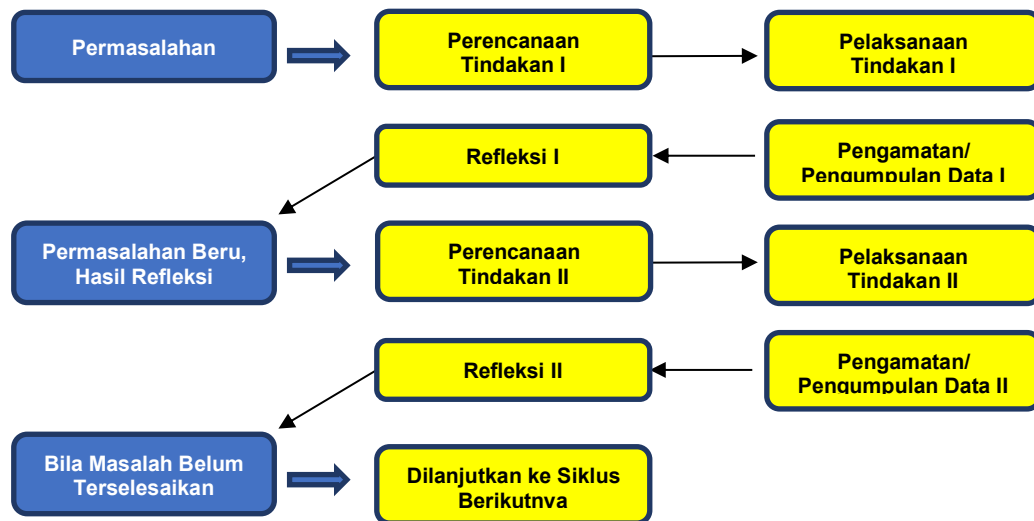 Permasalahan
Perencanaan
Tindakan I
Pelaksanaan
Tindakan I
Refleksi I
Pengamatan/
Pengumpulan Data I
Permasalahan Beru,
Hasil Refleksi
Perencanaan
Tindakan II
Pelaksanaan
Tindakan II
Refleksi II
Pengamatan/
Pengumpulan Data II
Bila Masalah Belum
Terselesaikan
Dilanjutkan ke Siklus
Berikutnya